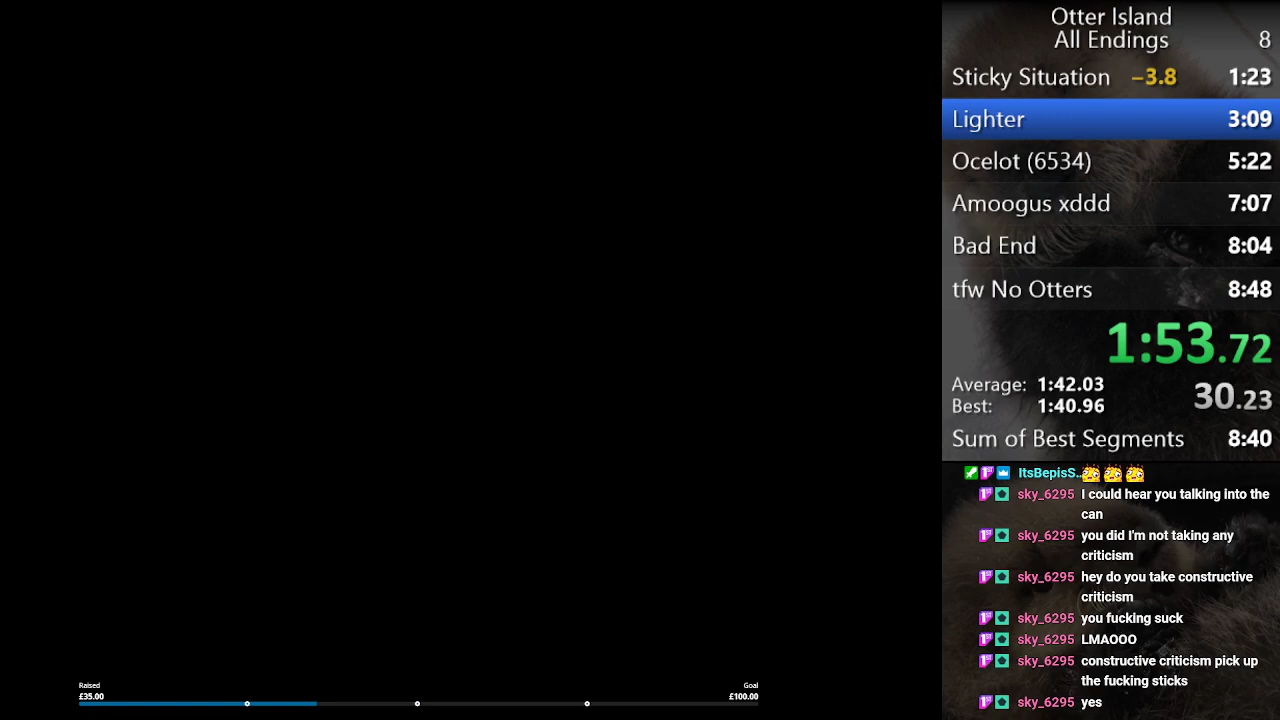 Otter Island
All Endings 8
Sticky Situation −3.8 1:23
Lighter 3:09
Ocelot (6534) 5:22
Amoogus xddd 7:07
Bad End 8:04
tfw No Otters 8:48
1:53.72
Average: 1:42.03
Best: 1:40.96
30.23
Sum of Best Segments 8:40
ItsBepisS...
sky_6295 I could hear you talking into the
can
sky_6295 you did I'm not taking any
criticism
sky_6295 hey do you take constructive
criticism
sky_6295 you fucking suck
sky_6295 LMAOOO
sky_6295 constructive criticism pick up
the fucking sticks
sky_6295 yes
Raised Goal
£35.00 £100.00